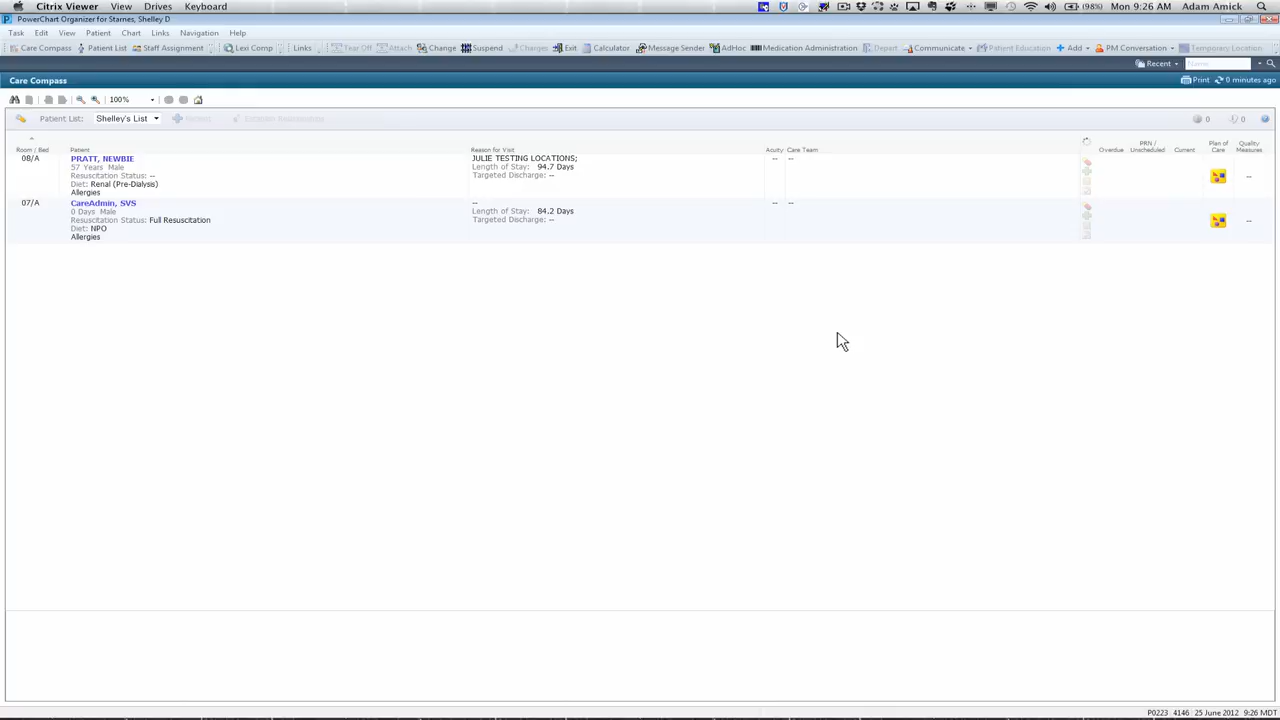 Citrix Viewer View Drives Keyboard (98%) Mon 9:26 AM Adam Amick
PowerChart Organizer for Starnes, Shelley D
Task Edit View Patient Chart Links Navigation Help
Care Compass Patient List Staff Assignment Lexi Comp Links Tear Off Attach Change Suspend Charges Exit Calculator Message Sender AdHoc Medication Administration Depart Communicate Patient Education Add PM Conversation Temporary Location
Recent Name
Care Compass Print 0 minutes ago
100%
Patient List: Shelley's List 0 0
Room / Bed Patient Reason for Visit Acuity Care Team Overdue PRN / Unscheduled Current Plan of Care Quality Measures
08/A PRATT, NEWBIE JULIE TESTING LOCATIONS; -- --
57 Years Male Length of Stay: 94.7 Days
Resuscitation Status: -- Targeted Discharge: -- --
Diet: Renal (Pre-Dialysis)
Allergies
07/A CareAdmin, SVS -- -- --
0 Days Male Length of Stay: 84.2 Days
Resuscitation Status: Full Resuscitation Targeted Discharge: -- --
Diet: NPO
Allergies
P0223 4146 25 June 2012 9:26 MDT